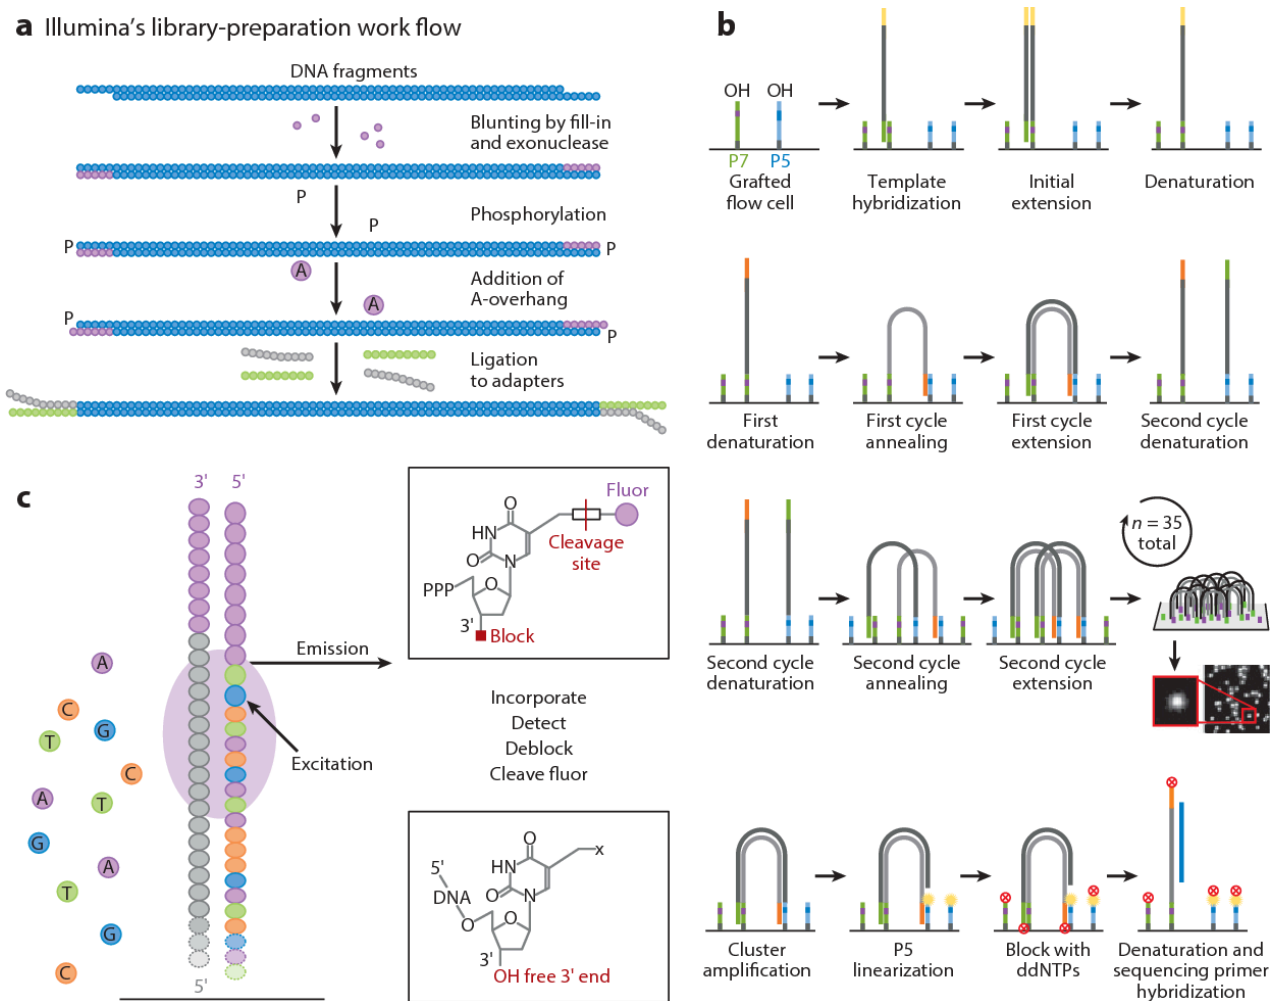 a Illumina's library-preparation work flow
DNA fragments
Blunting by fill-in
and exonuclease
P
P
Phosphorylation
P
P
A
A
Addition of
A-overhang
P
P
Ligation
to adapters
b
OH OH
P7 P5
Grafted
flow cell
Template
hybridization
Initial
extension
Denaturation
First
denaturation
First cycle
annealing
First cycle
extension
Second cycle
denaturation
Second cycle
denaturation
Second cycle
annealing
Second cycle
extension
n = 35
total
Cluster
amplification
P5
linearization
Block with
ddNTPs
Denaturation and
sequencing primer
hybridization
c
3' 5'
A
C
G
T
C
A
T
G
A
T
G
C
5'
Emission
Excitation
Fluor
O
HN
Cleavage
site
O
N
PPP
O
3'
Block
Incorporate
Detect
Deblock
Cleave fluor
O
x
5'
HN
DNA
O
N
O
O
3'
OH free 3' end